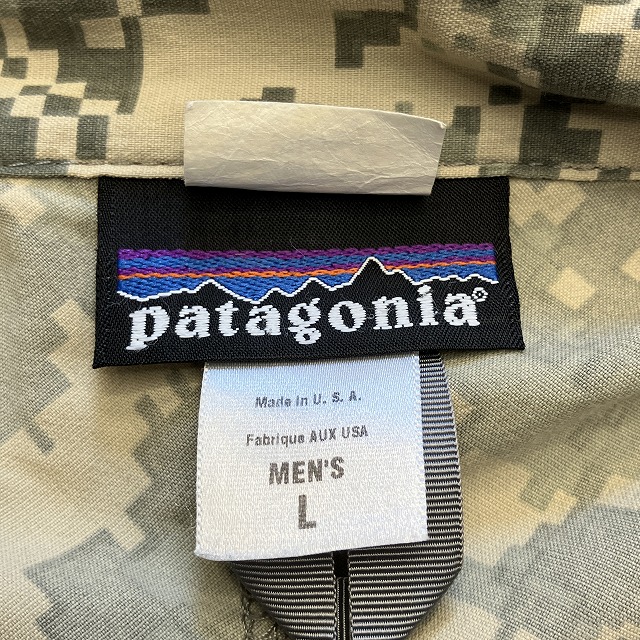 patagonia®
Made in U. S. A.
Fabrique AUX USA
MEN'S
L